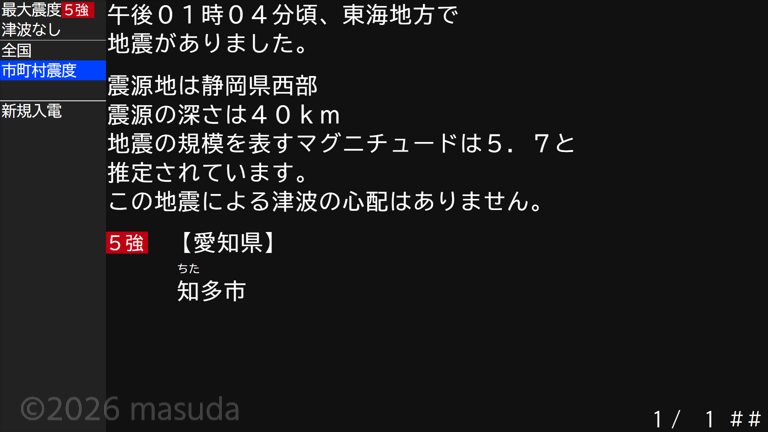 最大震度５強
津波なし
全国
市町村震度
新規入電
午後０１時０４分頃、東海地方で
地震がありました。
震源地は静岡県西部
震源の深さは４０ｋｍ
地震の規模を表すマグニチュードは５．７と
推定されています。
この地震による津波の心配はありません。
５強 【愛知県】
ちた
知多市
©2026 masuda
1 / 1 ##